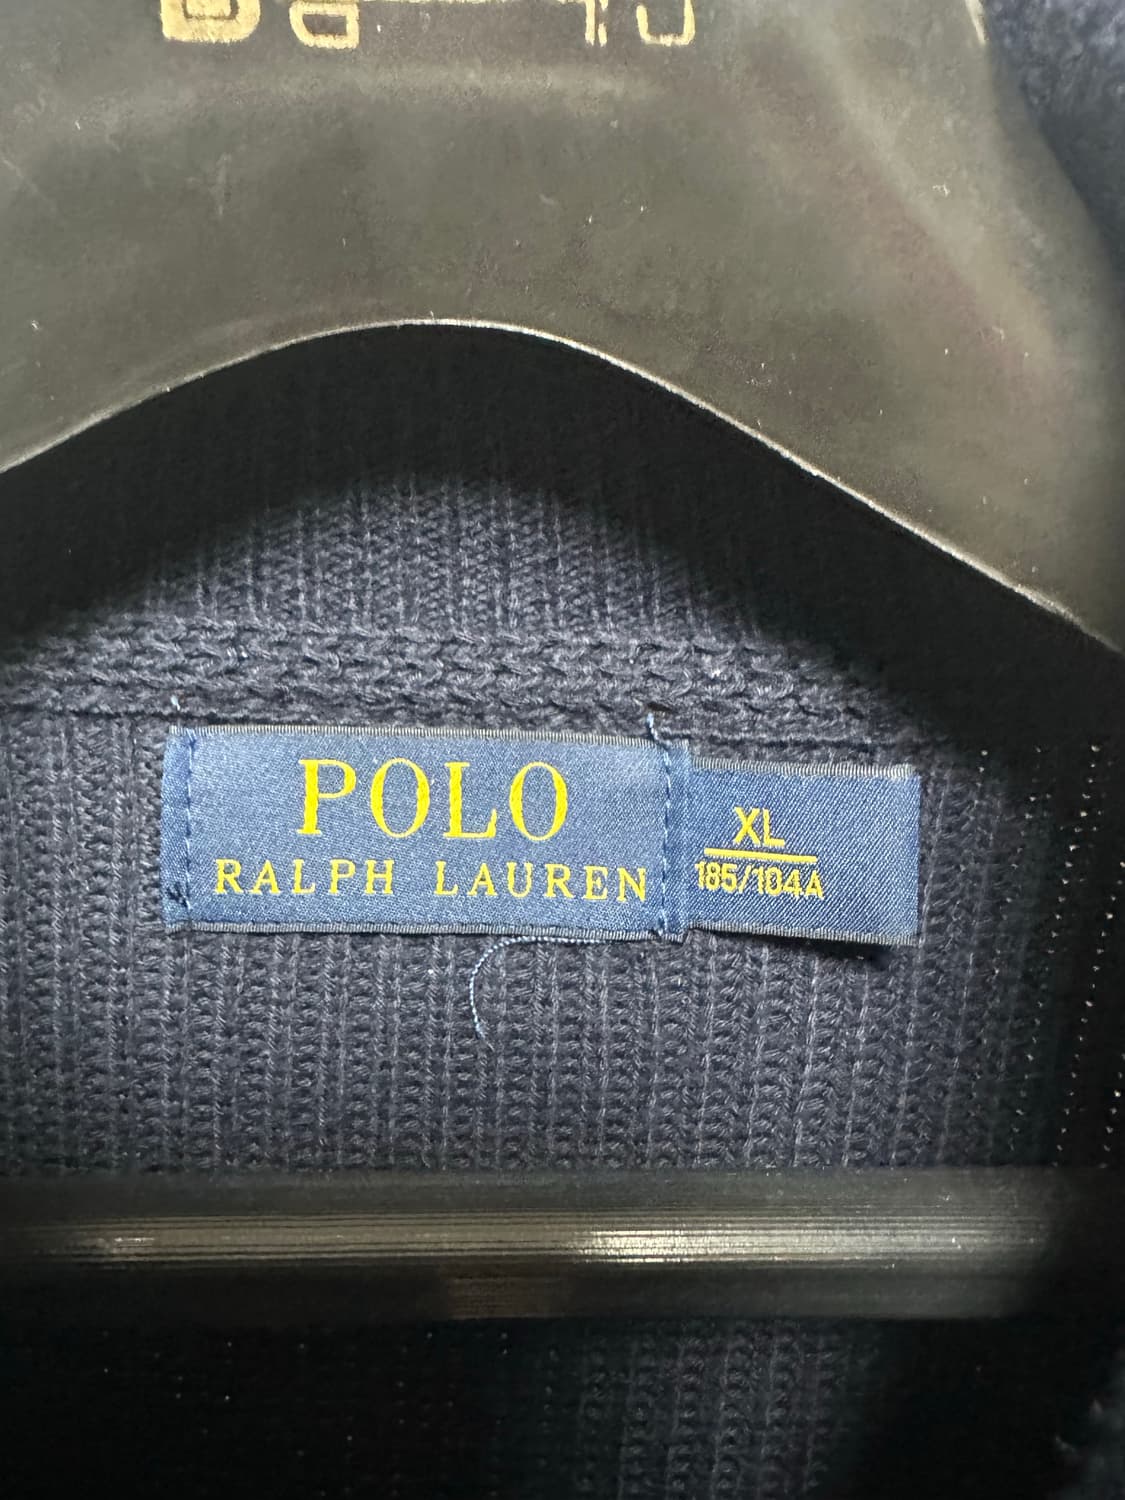 POLO
RALPH LAUREN
XL
185/104A